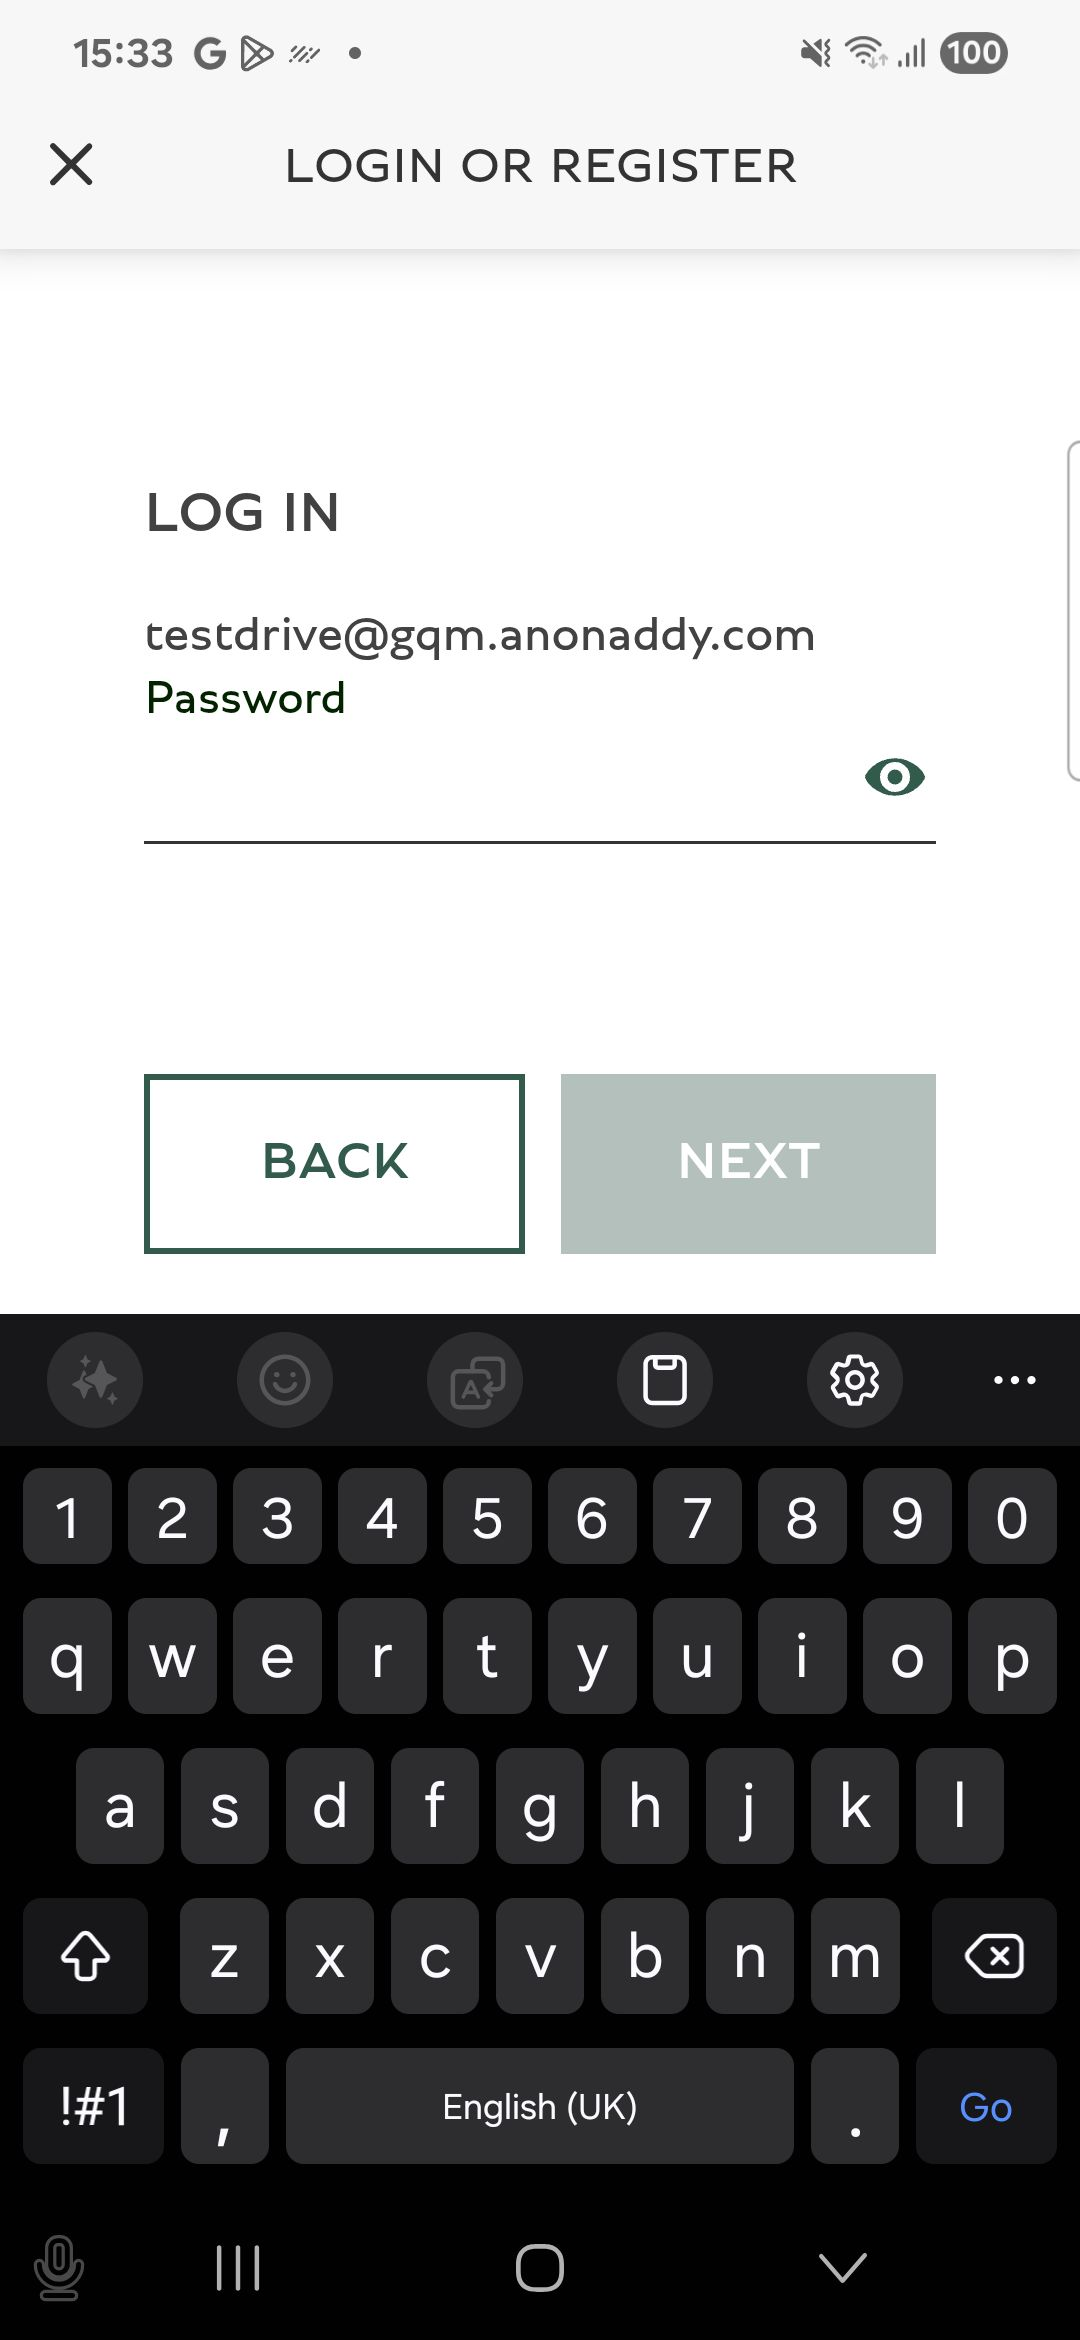 15:33
100
LOGIN OR REGISTER
LOG IN
testdrive@gqm.anonaddy.com
Password
BACK NEXT
1 2 3 4 5 6 7 8 9 0
q w e r t y u i o p
a s d f g h j k l
z x c v b n m
!#1 , English (UK) . Go